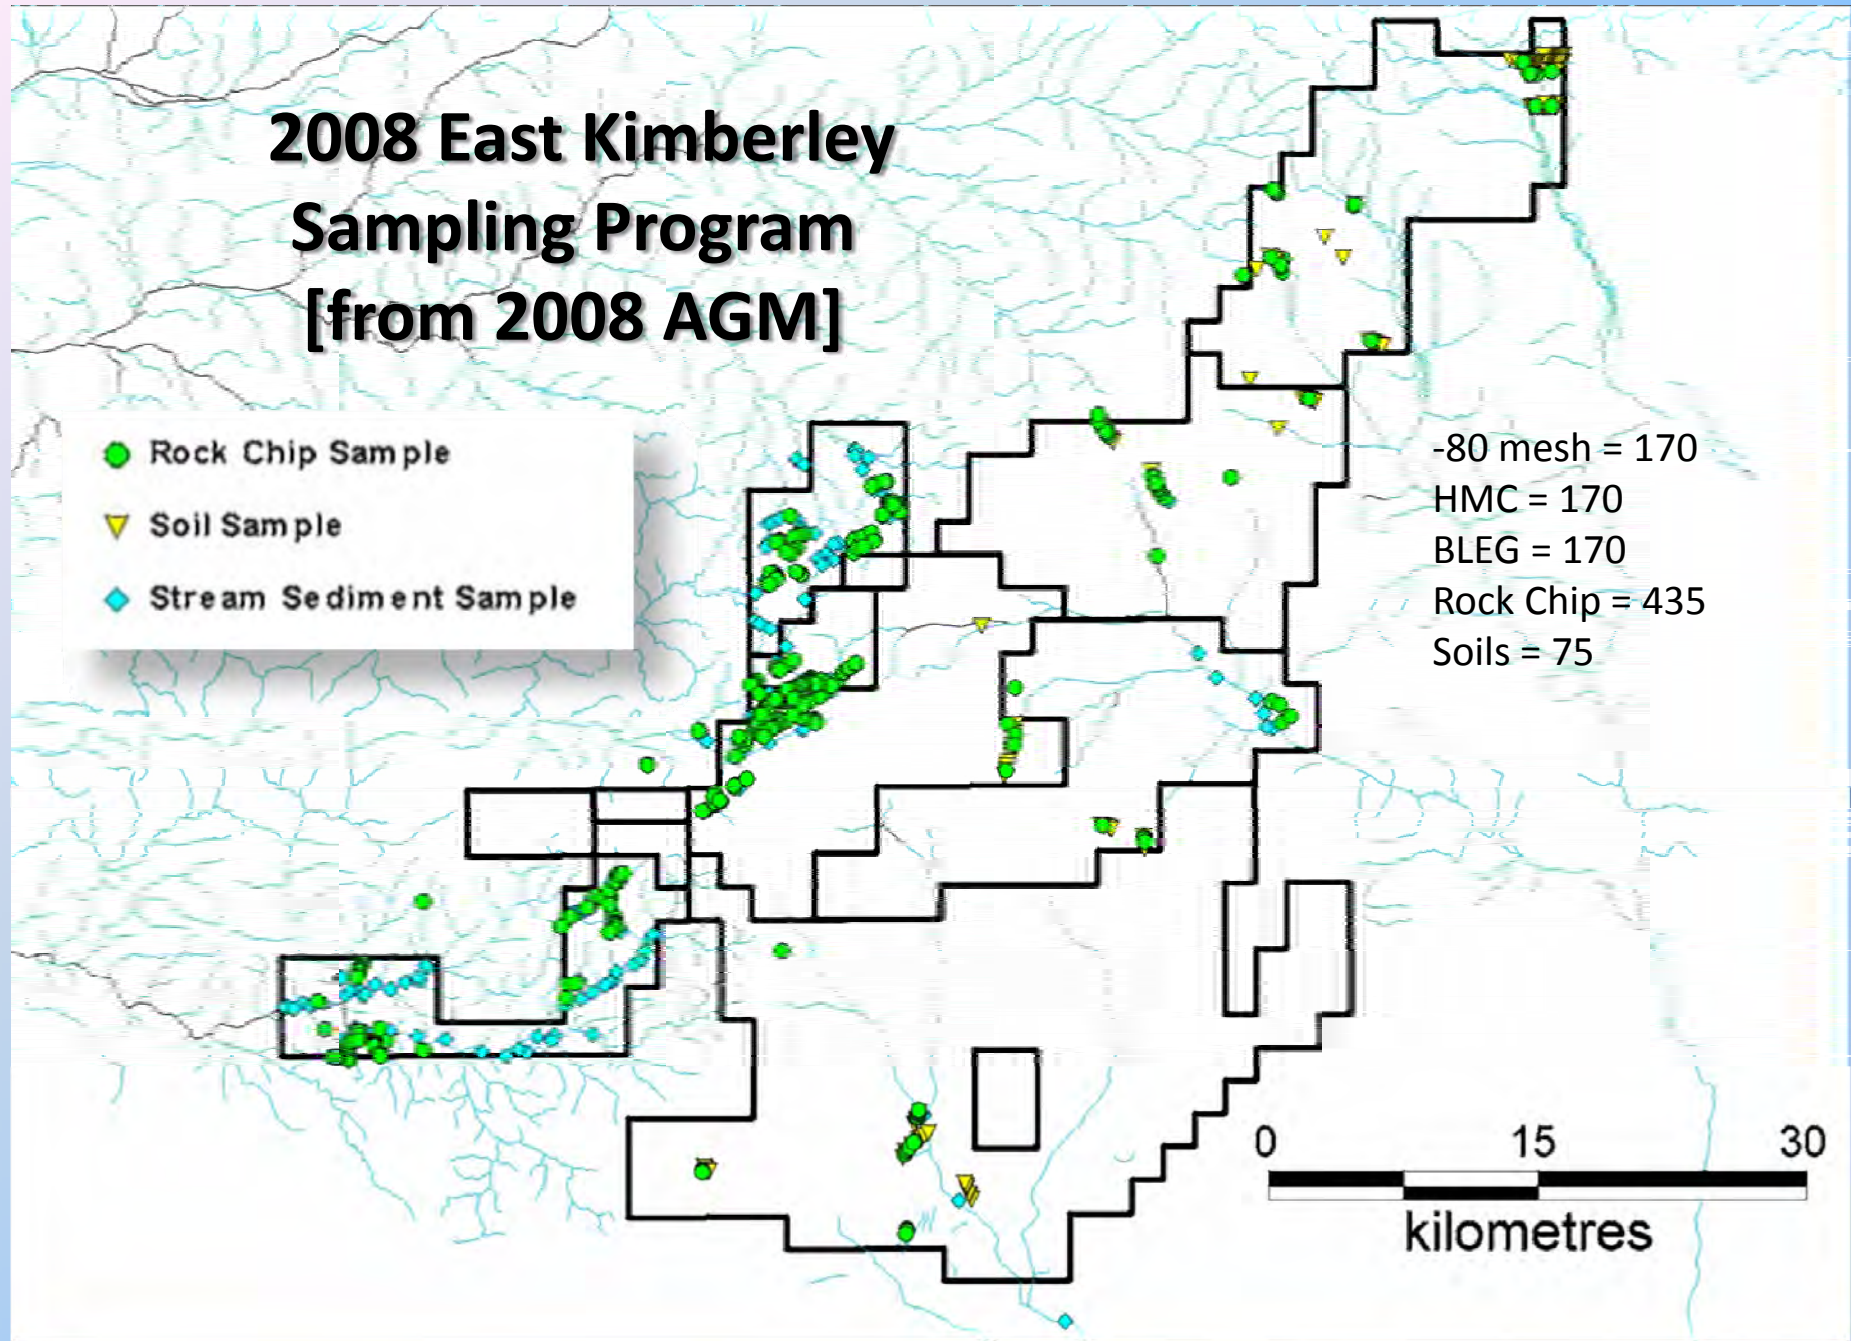 2008 East Kimberley
Sampling Program
[from 2008 AGM]
Rock Chip Sample
Soil Sample
Stream Sediment Sample
-80 mesh = 170
HMC = 170
BLEG = 170
Rock Chip = 435
Soils = 75
0 15 30
kilometres